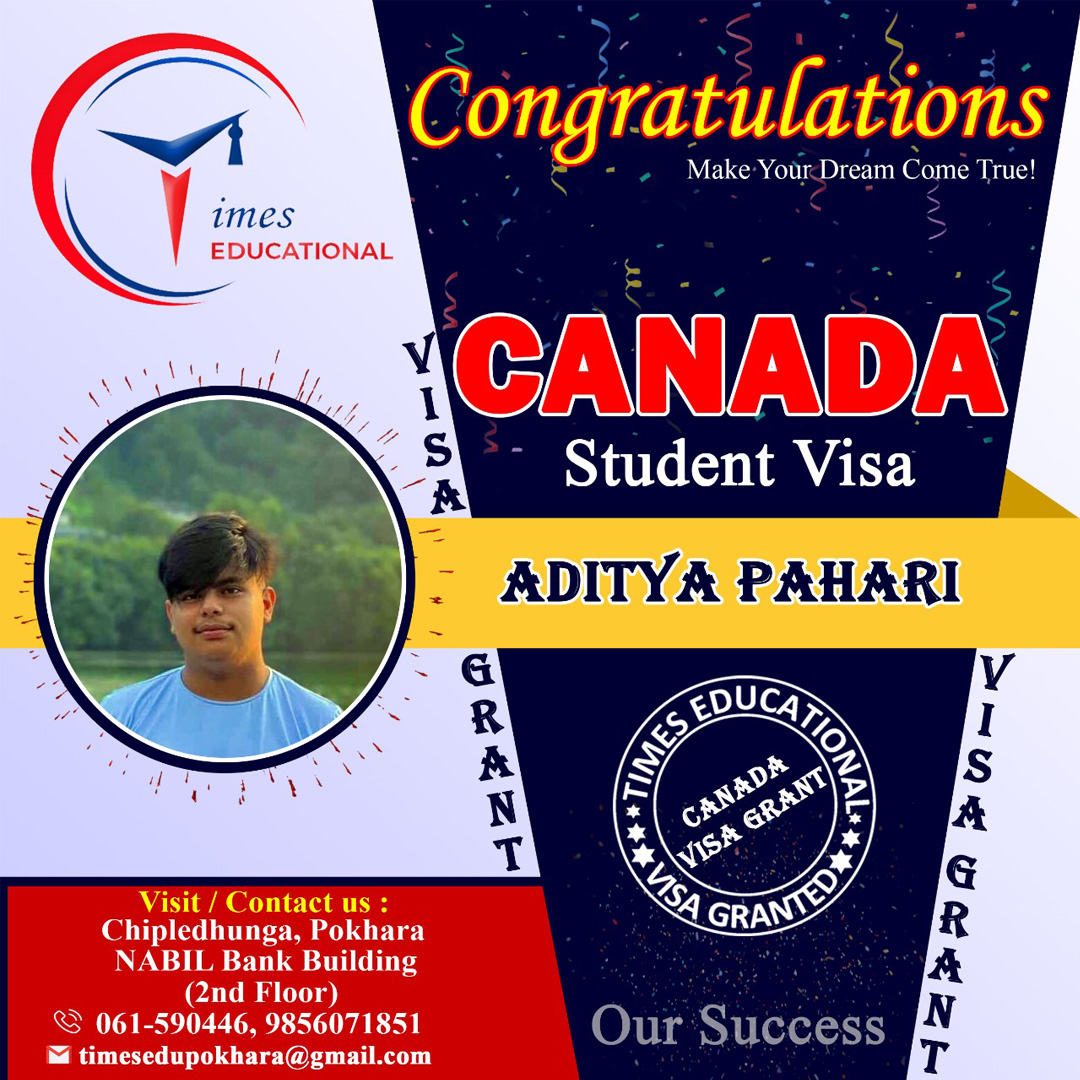 Times
EDUCATIONAL
Congratulations
Make Your Dream Come True!
CANADA
Student Visa
VISA
ADITYA PAHARI
GRANT
VISA GRANT
TIMES EDUCATIONAL
CANADA
VISA GRANT
VISA GRANTED
Visit / Contact us :
Chipledhunga, Pokhara
NABIL Bank Building
(2nd Floor)
061-590446, 9856071851
timesedupokhara@gmail.com
Our Success